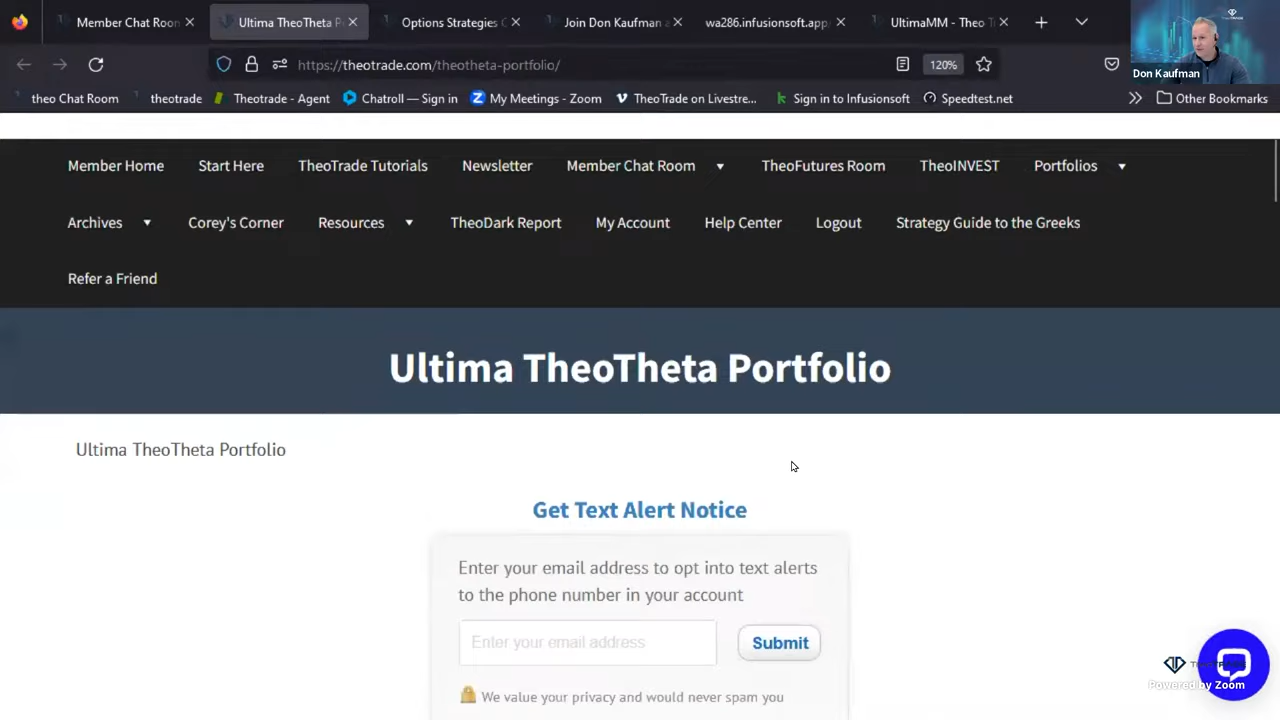 Member Chat Room
Ultima TheoTheta P
Options Strategies
Join Don Kaufman
wa286.infusionsoft.app
UltimaMM - Theo T
https://theotrade.com/theotheta-portfolio/
120%
Don Kaufman
theo Chat Room
theotrade
Theotrade - Agent
Chatroll — Sign in
My Meetings - Zoom
TheoTrade on Livestre...
Sign in to Infusionsoft
Speedtest.net
Other Bookmarks
Member Home
Start Here
TheoTrade Tutorials
Newsletter
Member Chat Room
TheoFutures Room
TheoINVEST
Portfolios
Archives
Corey's Corner
Resources
TheoDark Report
My Account
Help Center
Logout
Strategy Guide to the Greeks
Refer a Friend
Ultima TheoTheta Portfolio
Ultima TheoTheta Portfolio
Get Text Alert Notice
Enter your email address to opt into text alerts
to the phone number in your account
Enter your email address
Submit
We value your privacy and would never spam you
Powered by Zoom